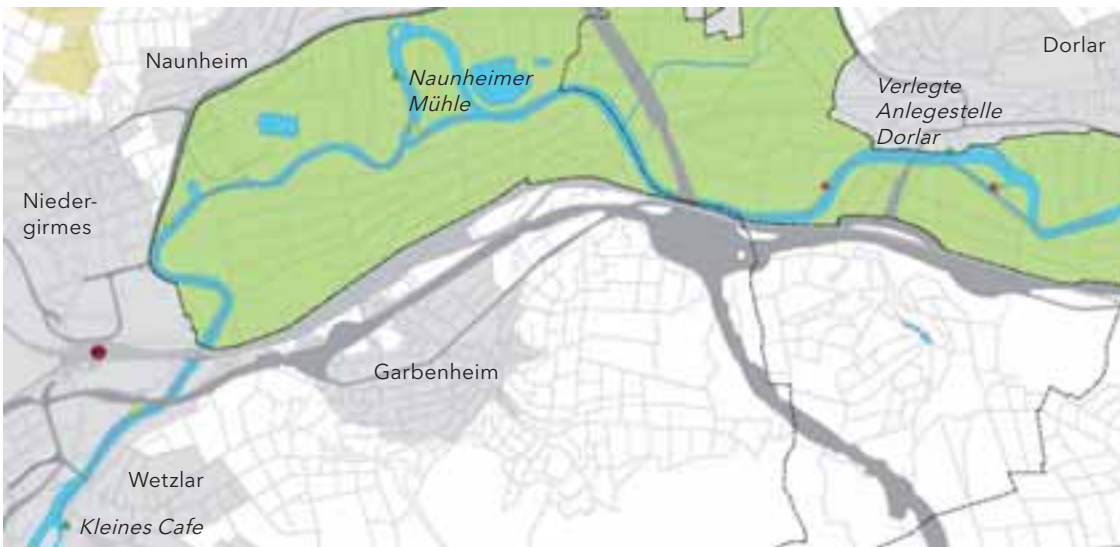 Naunheim
Dorlar
Naunheimer
Mühle
Verlegte
Anlegestelle
Dorlar
Nieder-
girmes
Garbenheim
Wetzlar
Kleines Cafe